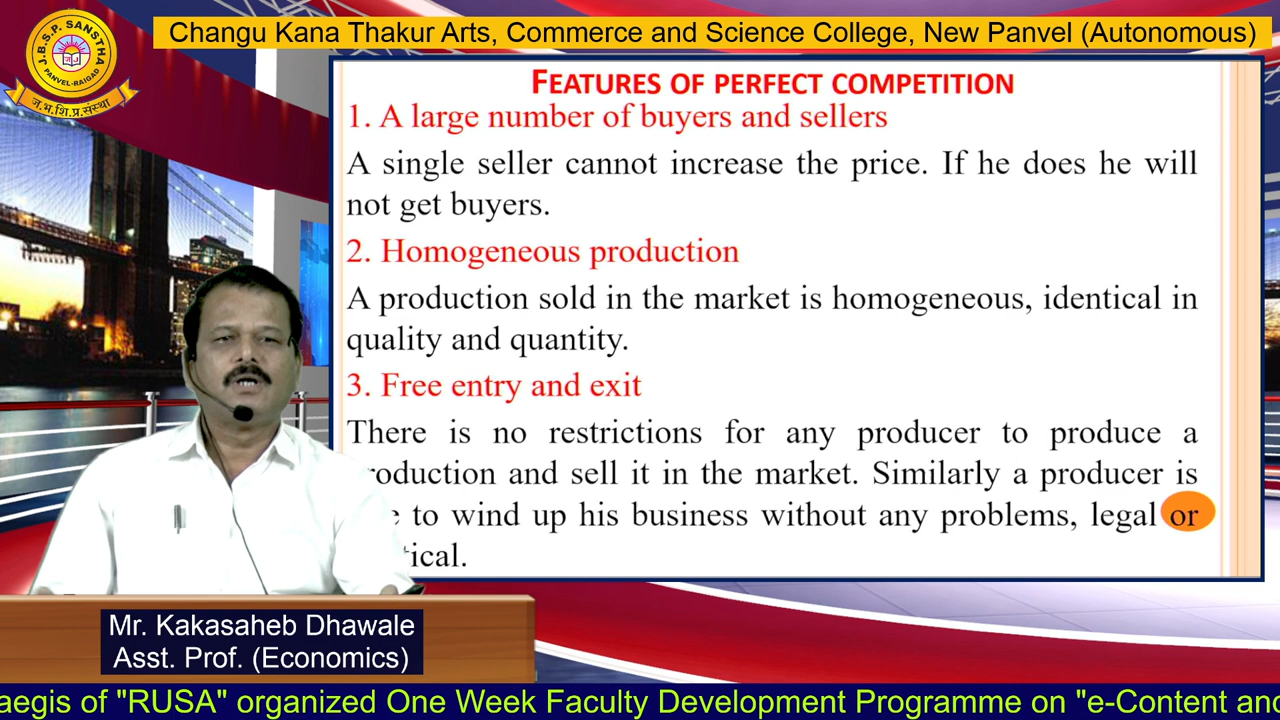 J.B.S.P. SANSTHA
PANVEL-RAIGAD
ज.भ.शि.प्र.संस्था
Changu Kana Thakur Arts, Commerce and Science College, New Panvel (Autonomous)
FEATURES OF PERFECT COMPETITION
1. A large number of buyers and sellers
A single seller cannot increase the price. If he does he will
not get buyers.
2. Homogeneous production
A production sold in the market is homogeneous, identical in
quality and quantity.
3. Free entry and exit
There is no restrictions for any producer to produce a
roduction and sell it in the market. Similarly a producer is
e to wind up his business without any problems, legal or
tical.
Mr. Kakasaheb Dhawale
Asst. Prof. (Economics)
aegis of "RUSA" organized One Week Faculty Development Programme on "e-Content and